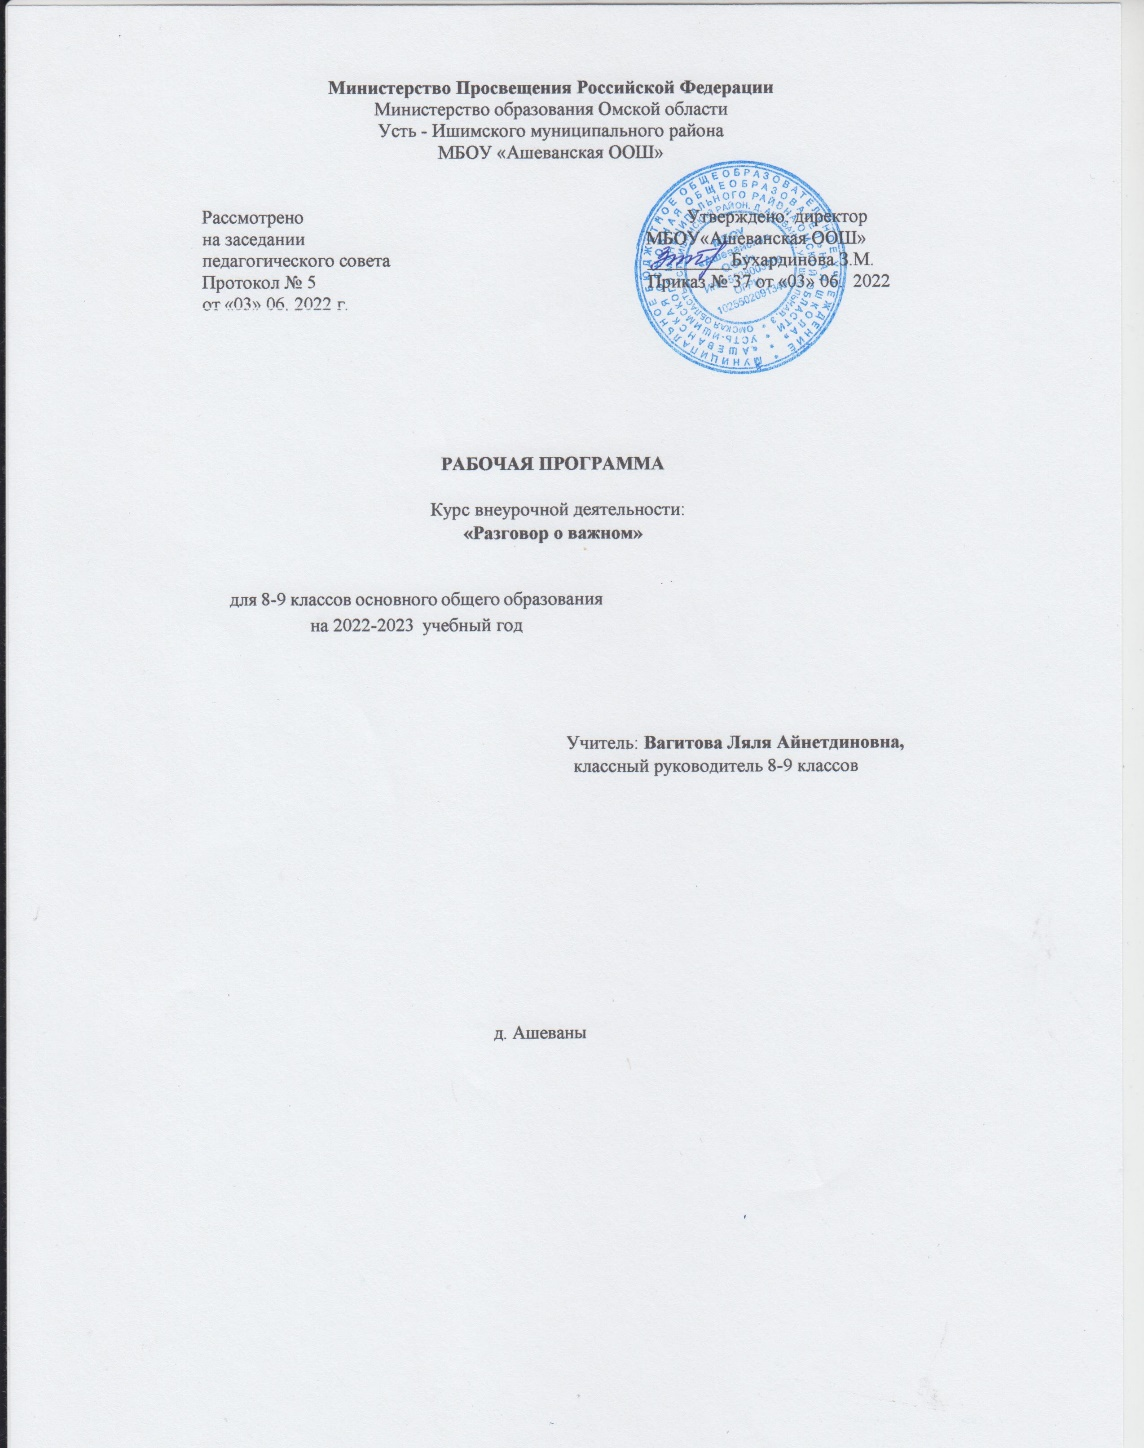 Министерство Просвещения Российской Федерации
Министерство образования Омской области
Усть - Ишимского муниципального района
МБОУ «Ашеванская ООШ»
Рассмотрено
на заседании
педагогического совета
Протокол № 5
от «03» 06. 2022 г.
Утверждено: директор
МБОУ«Ашеванская ООШ»
Бухардинова З.М.
Приказ № 37 от «03» 06. 2022
РАБОЧАЯ ПРОГРАММА
Курс внеурочной деятельности:
«Разговор о важном»
для 8-9 классов основного общего образования
на 2022-2023 учебный год
Учитель: Вагитова Ляля Айнетдиновна,
классный руководитель 8-9 классов
д. Ашеваны